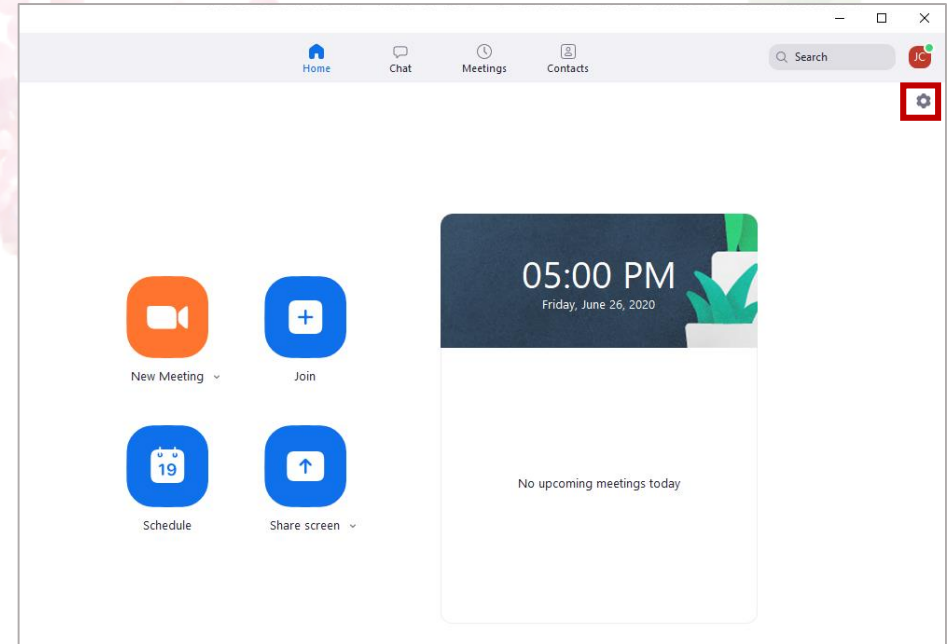 Home
Chat
Meetings
Contacts
Search
JC
05:00 PM
Friday, June 26, 2020
New Meeting
Join
19
Schedule
Share screen
No upcoming meetings today